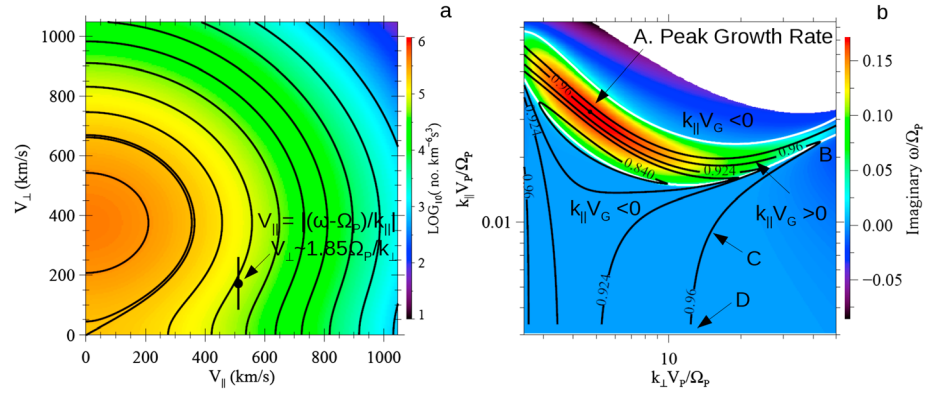 a
1000
800
600
400
200
0
V⊥ (km/s)
0
200
400
600
800
1000
V∥ (km/s)
V∥= |(ω-ΩP)/k∥|
V⊥~1.85ΩP/k⊥
6
5
4
3
2
1
LOG10( no. km-6s3)
b
A. Peak Growth Rate
0.96
k∥VG <0
0.924
0.840
0.96
0.924
B
0.96
k∥VG <0
k∥VG >0
C
0.924
0.96
D
0.01
k∥VP/ΩP
10
k⊥VP/ΩP
0.15
0.10
0.05
0.00
−0.05
Imaginary ω/ΩP